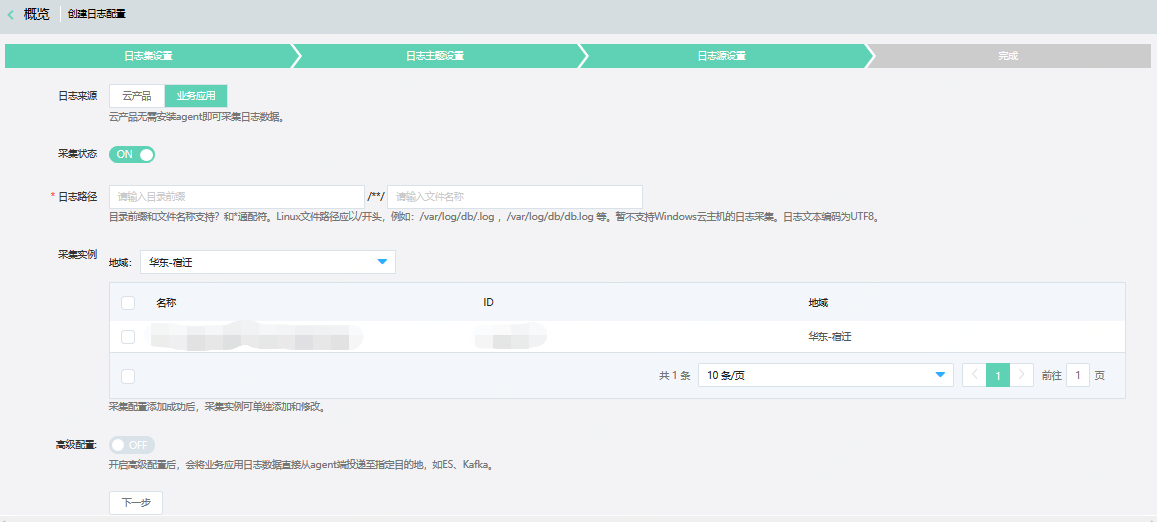 概览 创建日志配置
日志集设置 日志主题设置 日志源设置 完成
日志来源 云产品 业务应用
云产品无需安装agent即可采集日志数据。
采集状态 ON
* 日志路径 请输入目录前缀 /**/ 请输入文件名称
目录前缀和文件名称支持? 和*通配符。Linux文件路径应以/开头，例如：/var/log/db/.log ，/var/log/db/db.log 等。暂不支持Windows云主机的日志采集。日志文本编码为UTF8。
采集实例 地域: 华东-宿迁
名称 ID 地域
华东-宿迁
共 1 条 10 条/页 1 前往 1 页
采集配置添加成功后，采集实例可单独添加和修改。
高级配置: OFF
开启高级配置后，会将业务应用日志数据直接从agent端投递至指定目的地，如ES、Kafka。
下一步